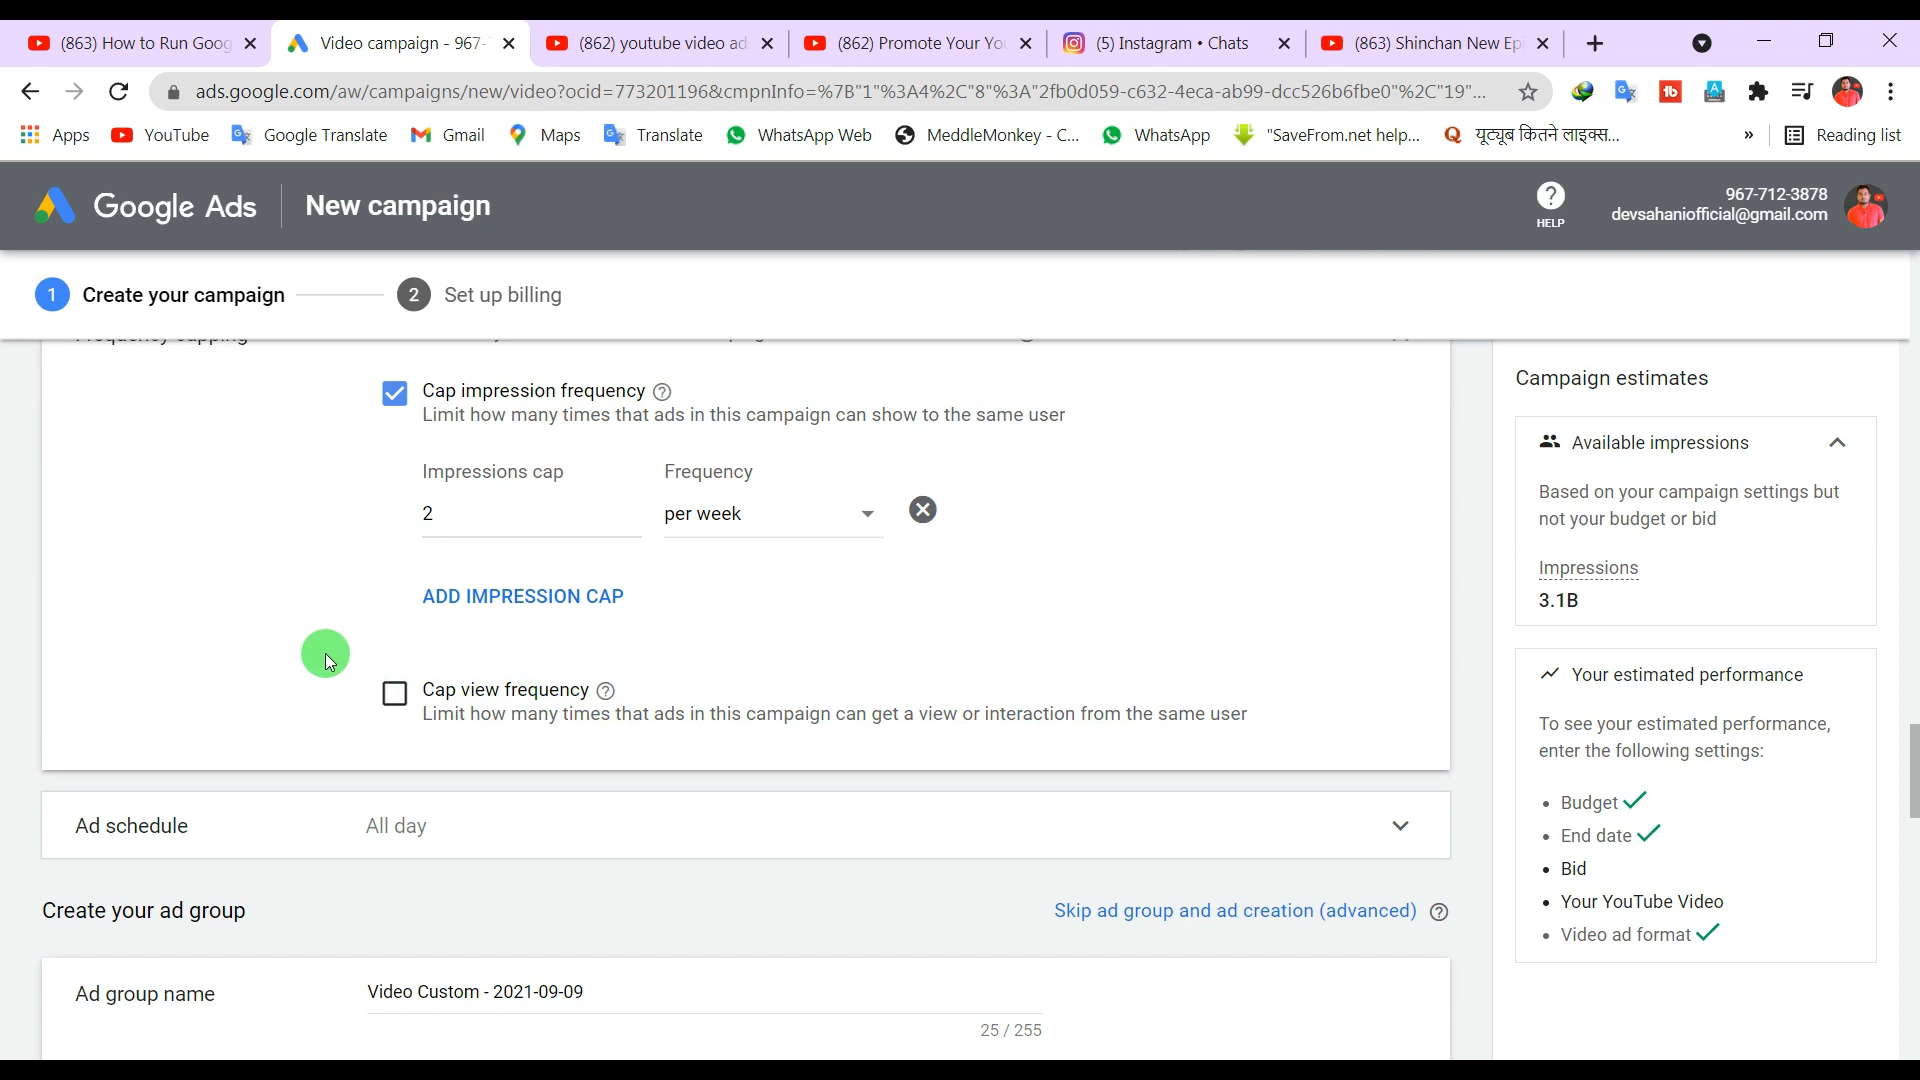 (863) How to Run Goog
Video campaign - 967-
(862) youtube video ad
(862) Promote Your Yo
(5) Instagram • Chats
(863) Shinchan New Epi
ads.google.com/aw/campaigns/new/video?ocid=773201196&cmpnInfo=%7B"1"%3A4%2C"8"%3A"2fb0d059-c632-4eca-ab99-dcc526b6fbe0"%2C"19"...
Apps
YouTube
Google Translate
Gmail
Maps
Translate
WhatsApp Web
MeddleMonkey - C...
WhatsApp
"SaveFrom.net help...
यूट्यूब कितने लाइक्स...
»
Reading list
Google Ads
New campaign
HELP
967-712-3878
devsahaniofficial@gmail.com
1 Create your campaign
2 Set up billing
Cap impression frequency
Limit how many times that ads in this campaign can show to the same user
Impressions cap
Frequency
2
per week
ADD IMPRESSION CAP
Cap view frequency
Limit how many times that ads in this campaign can get a view or interaction from the same user
Ad schedule
All day
Create your ad group
Skip ad group and ad creation (advanced)
Ad group name
Video Custom - 2021-09-09
25 / 255
Campaign estimates
Available impressions
Based on your campaign settings but
not your budget or bid
Impressions
3.1B
Your estimated performance
To see your estimated performance,
enter the following settings:
• Budget
• End date
• Bid
• Your YouTube Video
• Video ad format